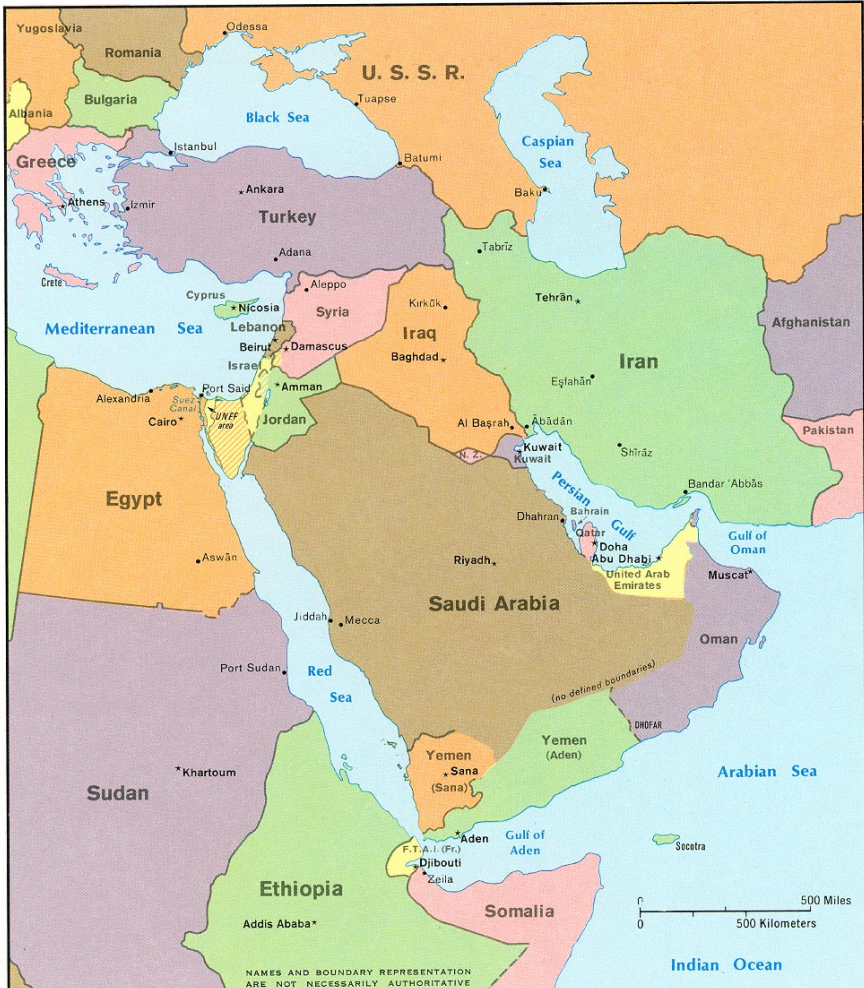 Yugoslavia
Romania
Odessa
U. S. S. R.
Bulgaria
Albania
Black Sea
Tuapse
Caspian
Sea
Greece
Istanbul
Batumi
Baku
Athens
Izmir
Ankara
Turkey
Adana
Tabrīz
Crete
Cyprus
Nicosia
Aleppo
Syria
Kirkūk
Tehrān
Afghanistan
Mediterranean Sea
Lebanon
Beirut
Damascus
Iraq
Baghdad
Iran
Israel
Eşfahān
Alexandria
Port Said
Suez
Canal
UNEF
area
Amman
Jordan
Cairo
Al Başrah
Ābādān
Pakistan
N. Z.
Kuwait
Kuwait
Shīrāz
Persian
Gulf
Bandar 'Abbās
Egypt
Dhahran
Bahrain
Qatar
Doha
Abu Dhabi
Gulf of
Oman
Aswān
Riyadh
United Arab
Emirates
Muscat
Saudi Arabia
Jiddah
Mecca
Oman
Port Sudan
Red
Sea
(no defined boundaries)
DHOFAR
Yemen
(Aden)
Yemen
Sana
(Sana)
Khartoum
Sudan
Arabian Sea
Aden
Gulf of
Aden
Socotra
F.T.A.I. (Fr.)
Djibouti
Zeila
Ethiopia
Somalia
Addis Ababa
0
500 Miles
0
500 Kilometers
Indian Ocean
NAMES AND BOUNDARY REPRESENTATION
ARE NOT NECESSARILY AUTHORITATIVE